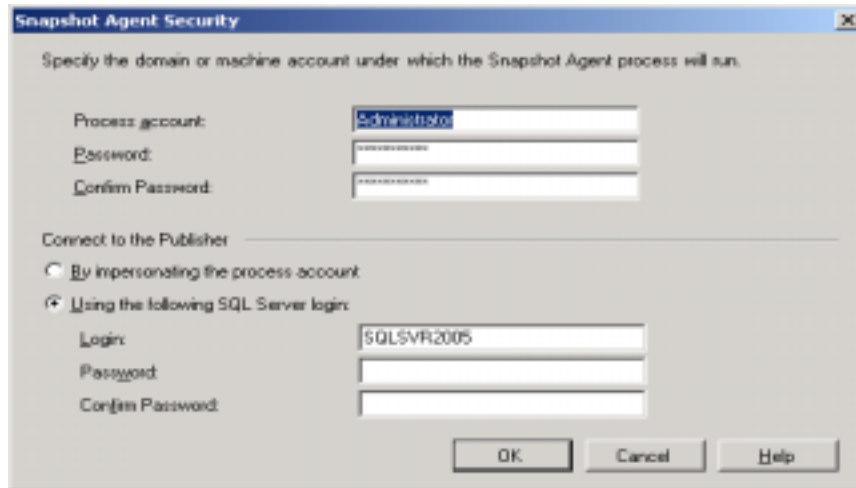 Snapshot Agent Security
Specify the domain or machine account under which the Snapshot Agent process will run.
Process account: Administrator
Password: ***********
Confirm Password: ***********
Connect to the Publisher
By impersonating the process account
Using the following SQL Server login:
Login: SQLSVR2005
Password:
Confirm Password:
OK Cancel Help